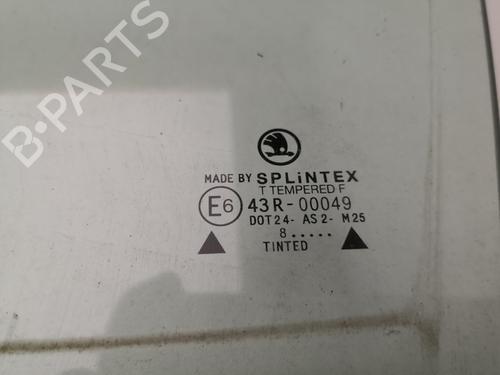 B-PARTS
MADE BY SPLiNTEX
T TEMPERED F
E6 43R-00049
DOT24- AS2- M25
8.....
TINTED